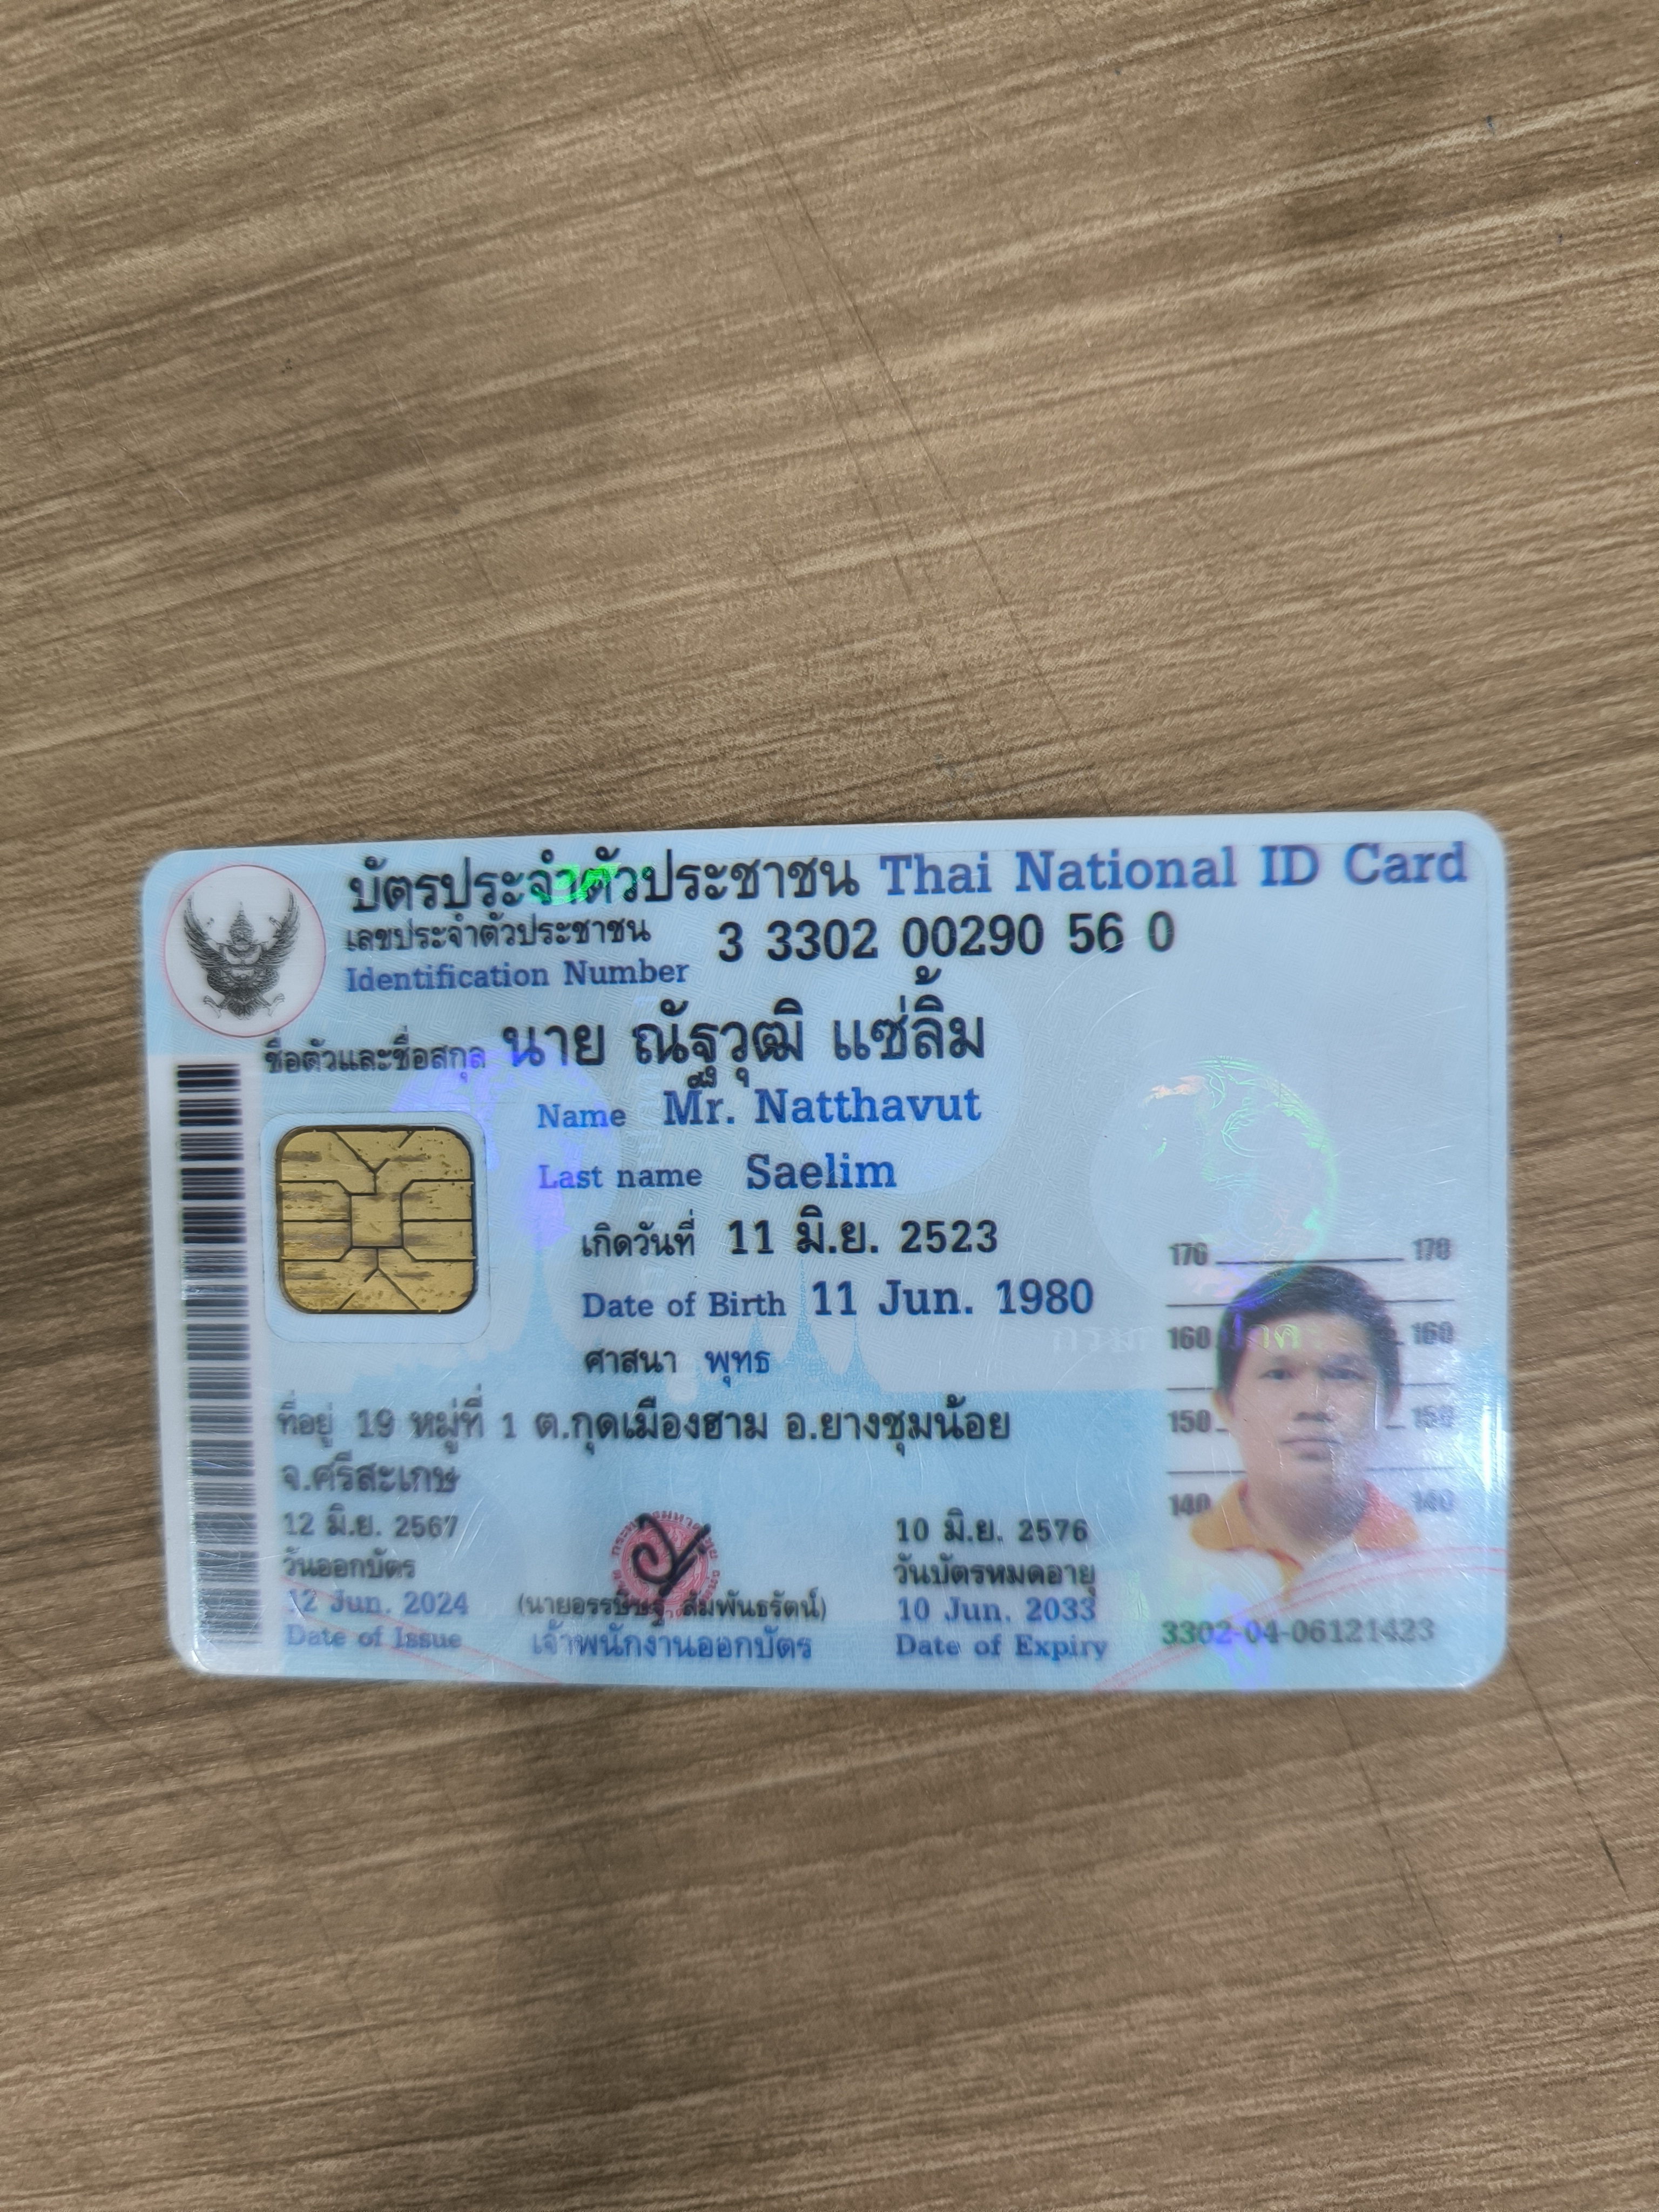 บัตรประจำตัวประชาชน Thai National ID Card
เลขประจำตัวประชาชน 3 3302 00290 56 0
Identification Number
ชื่อตัวและชื่อสกุล นาย ณัฐวุฒิ แซ่ลิ้ม
Name Mr. Natthavut
Last name Saelim
เกิดวันที่ 11 มิ.ย. 2523
Date of Birth 11 Jun. 1980
ศาสนา พุทธ
ที่อยู่ 19 หมู่ที่ 1 ต.กุดเมืองฮาม อ.ยางชุมน้อย
จ.ศรีสะเกษ
12 มิ.ย. 2567
วันออกบัตร
12 Jun. 2024
Date of Issue
สัมพันธรัตน์)
เจ้าพนักงานออกบัตร
10 มิ.ย. 2576
วันบัตรหมดอายุ
10 Jun. 2033
Date of Expiry
170 170
160 160
150 150
140 140
3302-04-06121423